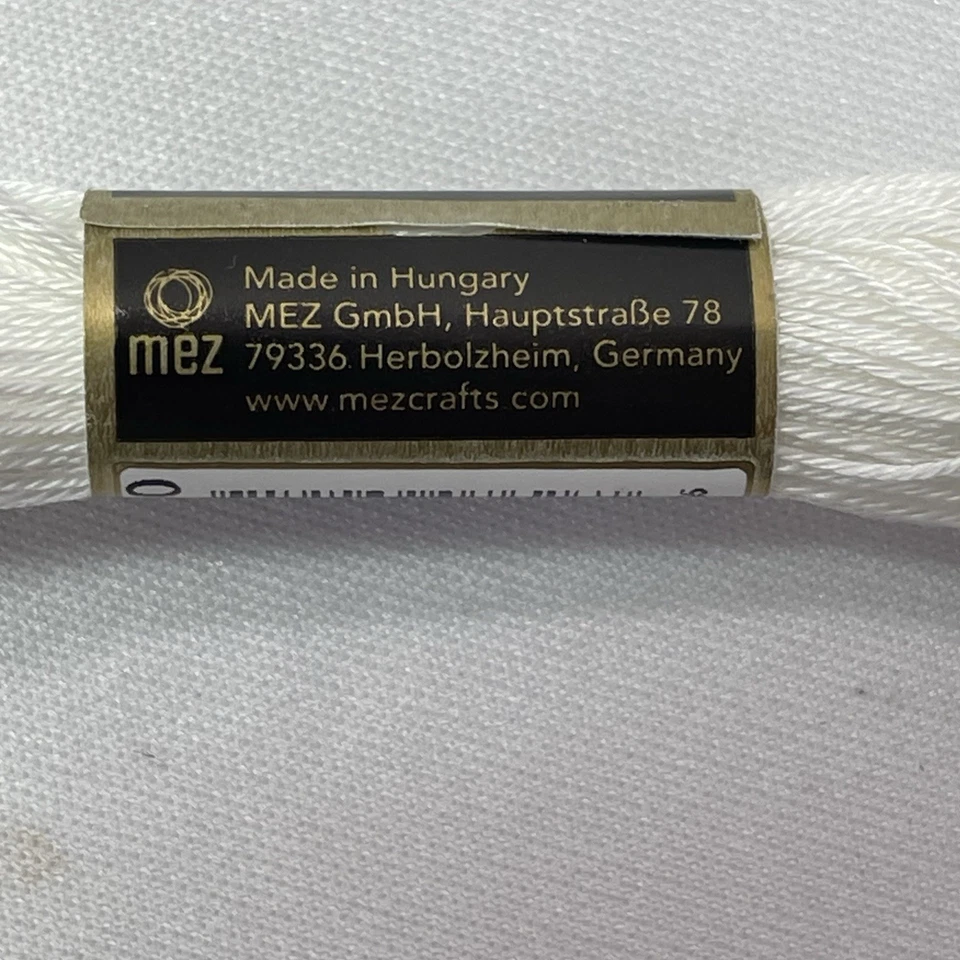 mez
Made in Hungary
MEZ GmbH, Hauptstraße 78
79336 Herbolzheim, Germany
www.mezcrafts.com